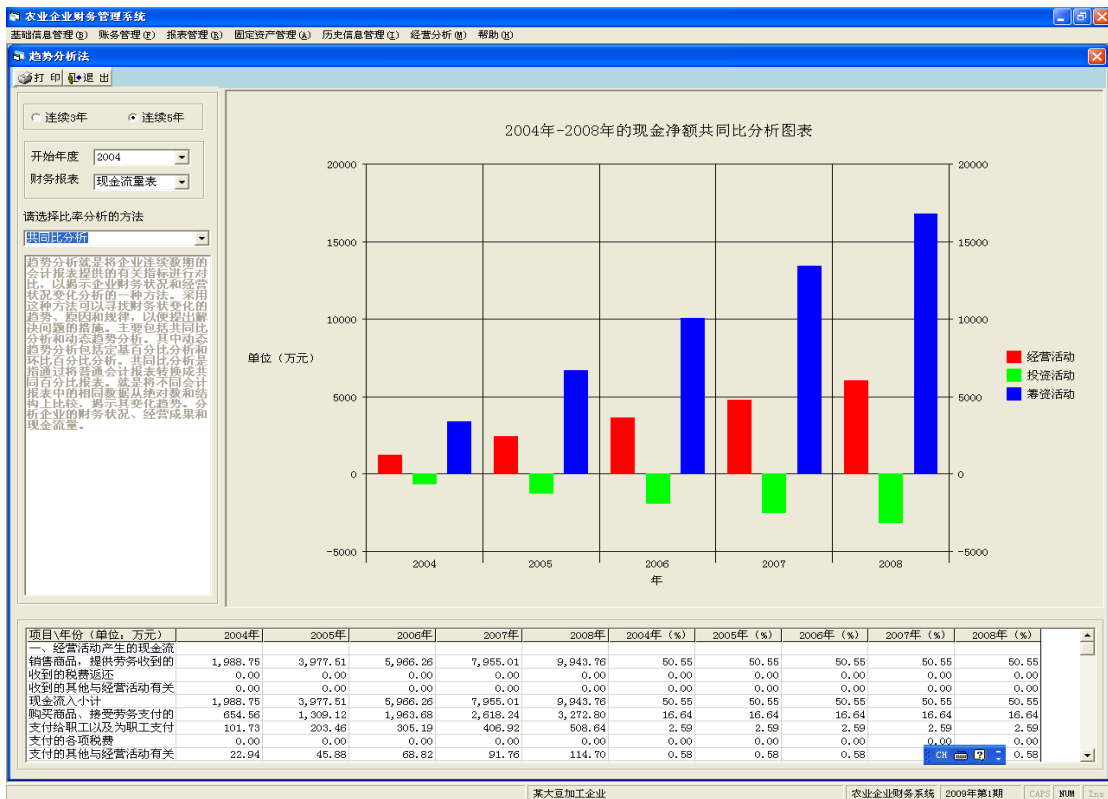 农业企业财务管理系统
基础信息管理(B) 账务管理(F) 报表管理(R) 固定资产管理(A) 历史信息管理(I) 经营分析(M) 帮助(H)
趋势分析法
打 印 退 出
连续3年 连续5年
开始年度 2004
财务报表 现金流量表
请选择比率分析的方法
共同比分析
趋势分析就是将企业连续数期的
会计报表提供的有关指标进行对
比，以揭示企业财务状况和经营
状况变化分析的一种方法。采用
这种方法可以寻找财务状变化的
趋势、原因和规律，以便提出解
决问题的措施。主要包括共同比
分析和动态趋势分析。其中动态
趋势分析包括定基百分比分析和
环比百分比分析。共同比分析是
指通过将普通会计报表转换成共
同百分比报表。就是将不同会计
报表中的相同数据从绝对数和结
构上比较，揭示其变化趋势。分
析企业的财务状况、经营成果和
现金流量。
2004年-2008年的现金净额共同比分析图表
20000 20000
15000 15000
10000 10000
单位（万元）
5000 5000
0 0
-5000 -5000
2004 2005 2006 2007 2008
年
经营活动
投资活动
筹资活动
项目\年份（单位：万元） 2004年 2005年 2006年 2007年 2008年 2004年（%） 2005年（%） 2006年（%） 2007年（%） 2008年（%）
一、经营活动产生的现金流
销售商品，提供劳务收到的 1,988.75 3,977.51 5,966.26 7,955.01 9,943.76 50.55 50.55 50.55 50.55 50.55
收到的税费返还 0.00 0.00 0.00 0.00 0.00 0.00 0.00 0.00 0.00 0.00
收到的其他与经营活动有关 0.00 0.00 0.00 0.00 0.00 0.00 0.00 0.00 0.00 0.00
现金流入小计 1,988.75 3,977.51 5,966.26 7,955.01 9,943.76 50.55 50.55 50.55 50.55 50.55
购买商品、接受劳务支付的 654.56 1,309.12 1,963.68 2,618.24 3,272.80 16.64 16.64 16.64 16.64 16.64
支付给职工以及为职工支付 101.73 203.46 305.19 406.92 508.64 2.59 2.59 2.59 2.59 2.59
支付的各项税费 0.00 0.00 0.00 0.00 0.00 0.00 0.00 0.00 0.00 0.00
支付的其他与经营活动有关 22.94 45.88 68.82 91.76 114.70 0.58 0.58 0.58 0.58
CH
某大豆加工企业 农业企业财务系统 2009年第1期 CAPS NUM Ins